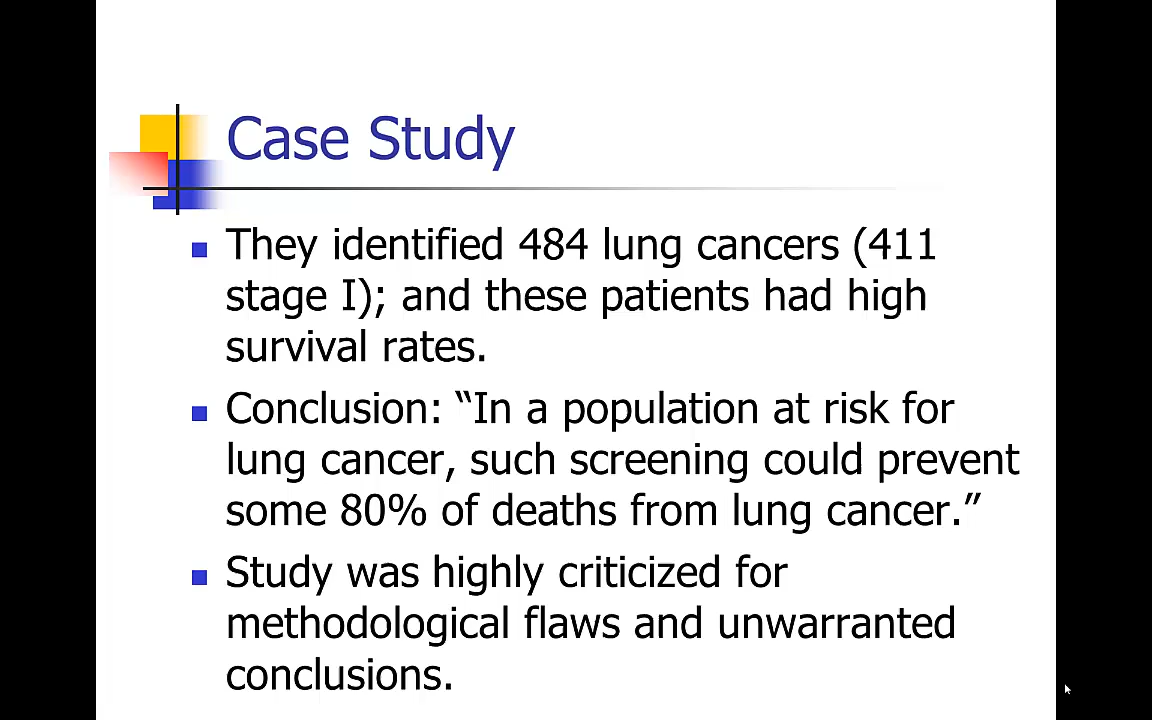 Case Study
They identified 484 lung cancers (411
stage I); and these patients had high
survival rates.
Conclusion: “In a population at risk for
lung cancer, such screening could prevent
some 80% of deaths from lung cancer.”
Study was highly criticized for
methodological flaws and unwarranted
conclusions.